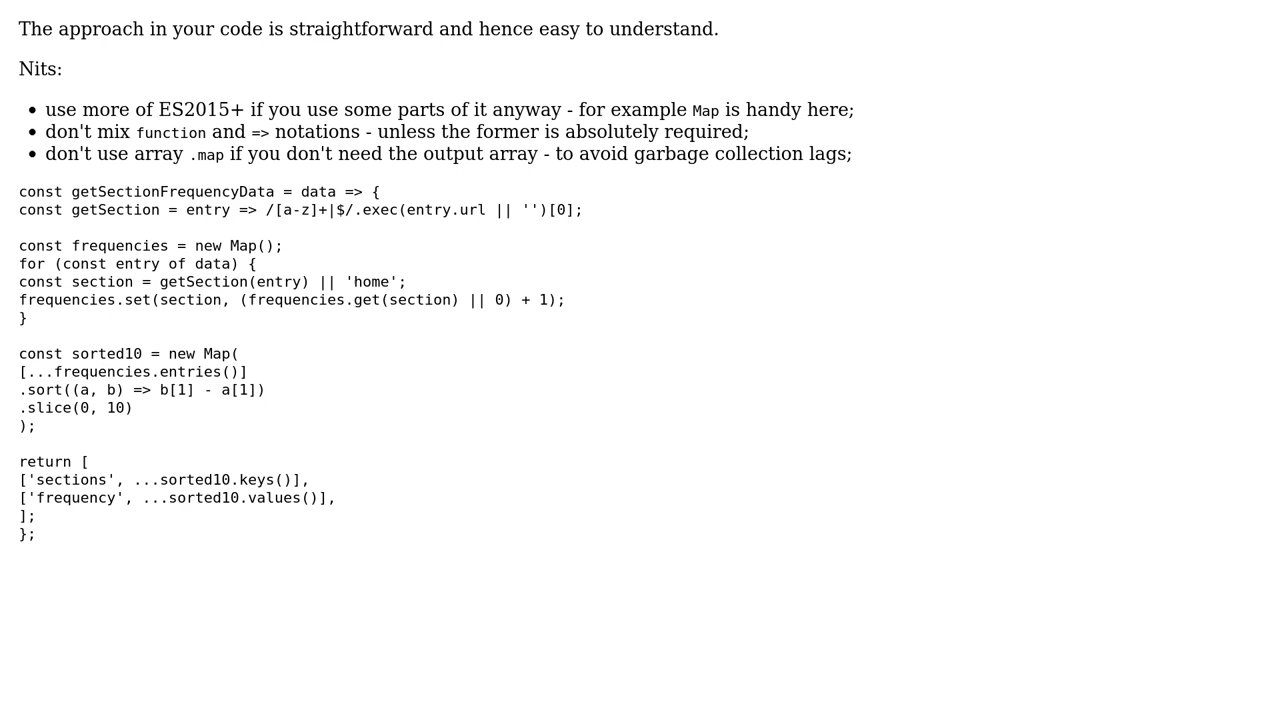 The approach in your code is straightforward and hence easy to understand.
Nits:
• use more of ES2015+ if you use some parts of it anyway - for example Map is handy here;
• don't mix function and => notations - unless the former is absolutely required;
• don't use array .map if you don't need the output array - to avoid garbage collection lags;
const getSectionFrequencyData = data => {
const getSection = entry => /[a-z]+|$/.exec(entry.url || '')[0];
const frequencies = new Map();
for (const entry of data) {
const section = getSection(entry) || 'home';
frequencies.set(section, (frequencies.get(section) || 0) + 1);
}
const sorted10 = new Map(
[...frequencies.entries()]
.sort((a, b) => b[1] - a[1])
.slice(0, 10)
);
return [
['sections', ...sorted10.keys()],
['frequency', ...sorted10.values()],
];
};